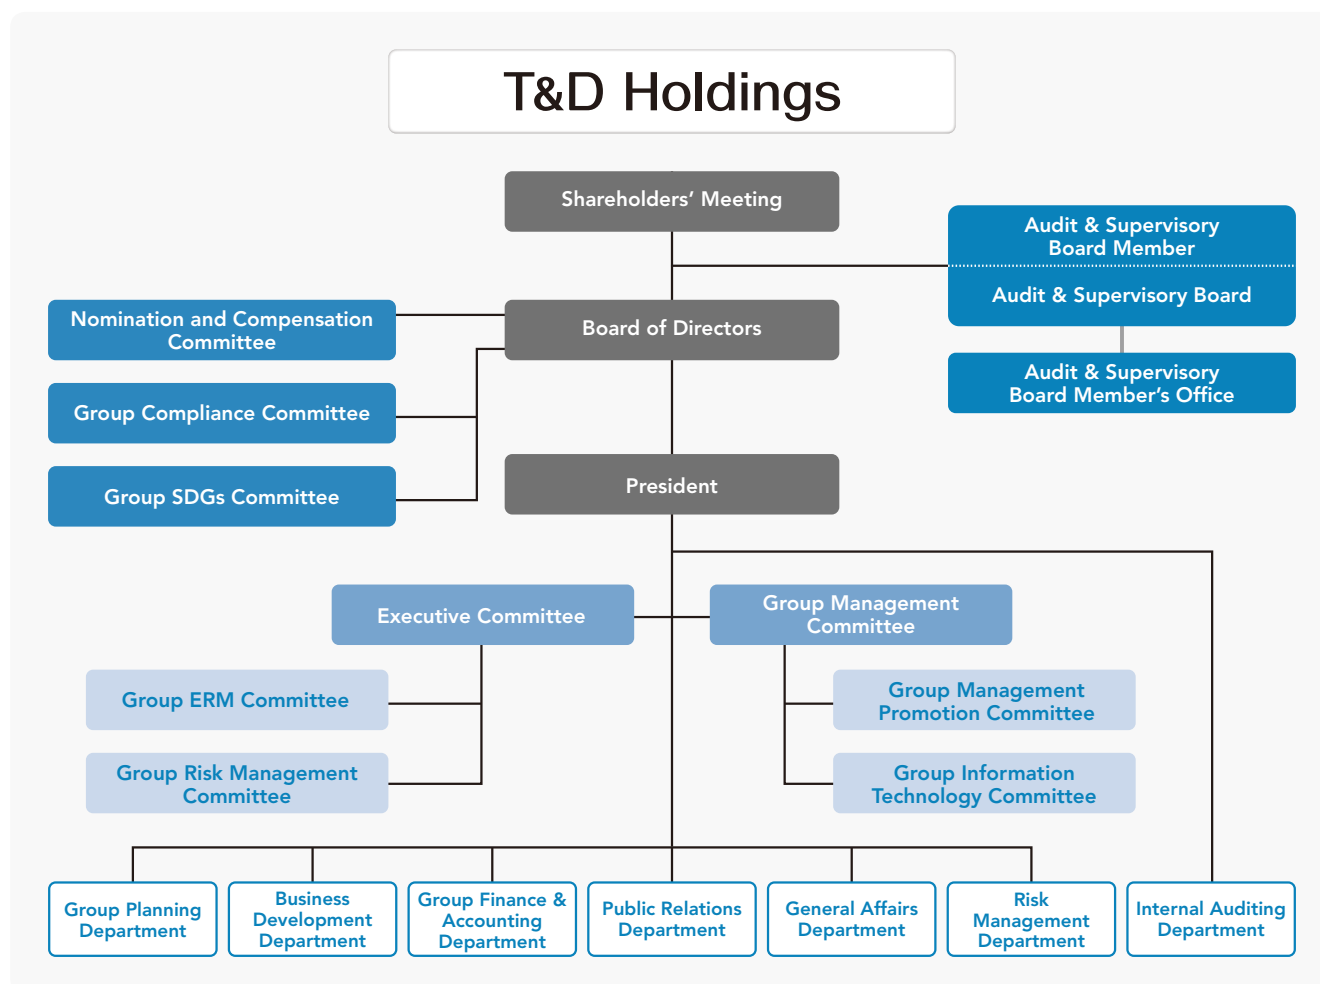 T&D Holdings
Shareholders’ Meeting
Audit & Supervisory
Board Member
Audit & Supervisory Board
Audit & Supervisory
Board Member’s Office
Nomination and Compensation
Committee
Board of Directors
Group Compliance Committee
Group SDGs Committee
President
Executive Committee
Group Management
Committee
Group ERM Committee
Group Management
Promotion Committee
Group Risk Management
Committee
Group Information
Technology Committee
Group Planning
Department
Business
Development
Department
Group Finance &
Accounting
Department
Public Relations
Department
General Affairs
Department
Risk
Management
Department
Internal Auditing
Department